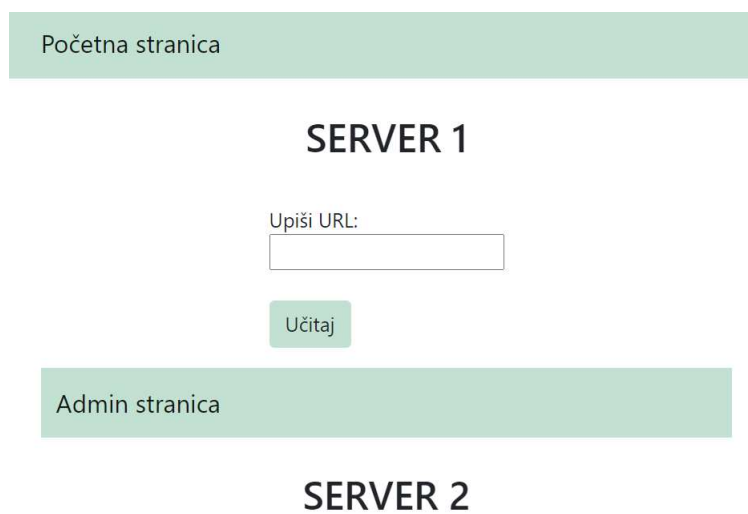 Početna stranica
SERVER 1
Upiši URL:
Učitaj
Admin stranica
SERVER 2